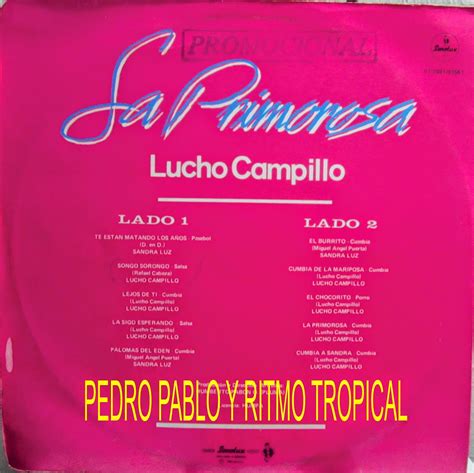 PROMOCIONAL
La Primorosa
Lucho Campillo
LADO 1
TE ESTAN MATANDO LOS AÑOS - Pasebol
(D. en D.)
SANDRA LUZ
SONGO SORONGO - Salsa
(Rafael Cabeza)
LUCHO CAMPILLO
LEJOS DE TI - Cumbia
(Lucho Campillo)
LUCHO CAMPILLO
LA SIGO ESPERANDO - Salsa
(Lucho Campillo)
LUCHO CAMPILLO
PALOMAS DEL EDEN - Cumbia
(Miguel Angel Puerta)
SANDRA LUZ
LADO 2
EL BURRITO - Cumbia
(Miguel Angel Puerta)
SANDRA LUZ
CUMBIA DE LA MARIPOSA - Cumbia
(Lucho Campillo)
LUCHO CAMPILLO
EL CHOCORITO - Porro
(Lucho Campillo)
LUCHO CAMPILLO
LA PRIMOROSA - Cumbia
(Lucho Campillo)
LUCHO CAMPILLO
CUMBIA A SANDRA - Cumbia
(Lucho Campillo)
LUCHO CAMPILLO
PEDRO PABLO Y RITMO TROPICAL